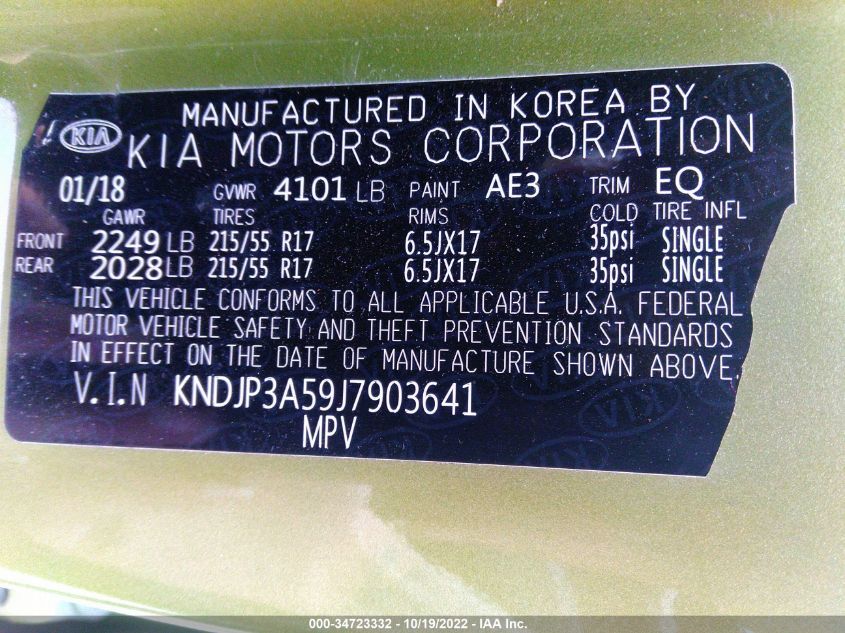 MANUFACTURED IN KOREA BY
KIA KIA MOTORS CORPORATION
01/18 GVWR 4101 LB PAINT AE3 TRIM EQ
GAWR TIRES RIMS COLD TIRE INFL
FRONT 2249 LB 215/55 R17 6.5JX17 35psi SINGLE
REAR 2028 LB 215/55 R17 6.5JX17 35psi SINGLE
THIS VEHICLE CONFORMS TO ALL APPLICABLE U.S.A. FEDERAL
MOTOR VEHICLE SAFETY AND THEFT PREVENTION STANDARDS
IN EFFECT ON THE DATE OF MANUFACTURE SHOWN ABOVE.
V.I.N KNDJP3A59J7903641
MPV
000-34723332 - 10/19/2022 - IAA Inc.